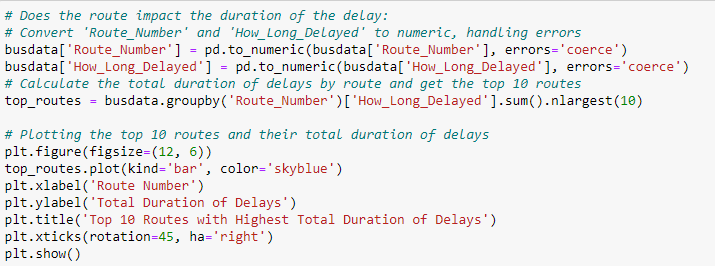 # Does the route impact the duration of the delay:
# Convert 'Route_Number' and 'How_Long_Delayed' to numeric, handling errors
busdata['Route_Number'] = pd.to_numeric(busdata['Route_Number'], errors='coerce')
busdata['How_Long_Delayed'] = pd.to_numeric(busdata['How_Long_Delayed'], errors='coerce')
# Calculate the total duration of delays by route and get the top 10 routes
top_routes = busdata.groupby('Route_Number')['How_Long_Delayed'].sum().nlargest(10)

# Plotting the top 10 routes and their total duration of delays
plt.figure(figsize=(12, 6))
top_routes.plot(kind='bar', color='skyblue')
plt.xlabel('Route Number')
plt.ylabel('Total Duration of Delays')
plt.title('Top 10 Routes with Highest Total Duration of Delays')
plt.xticks(rotation=45, ha='right')
plt.show()